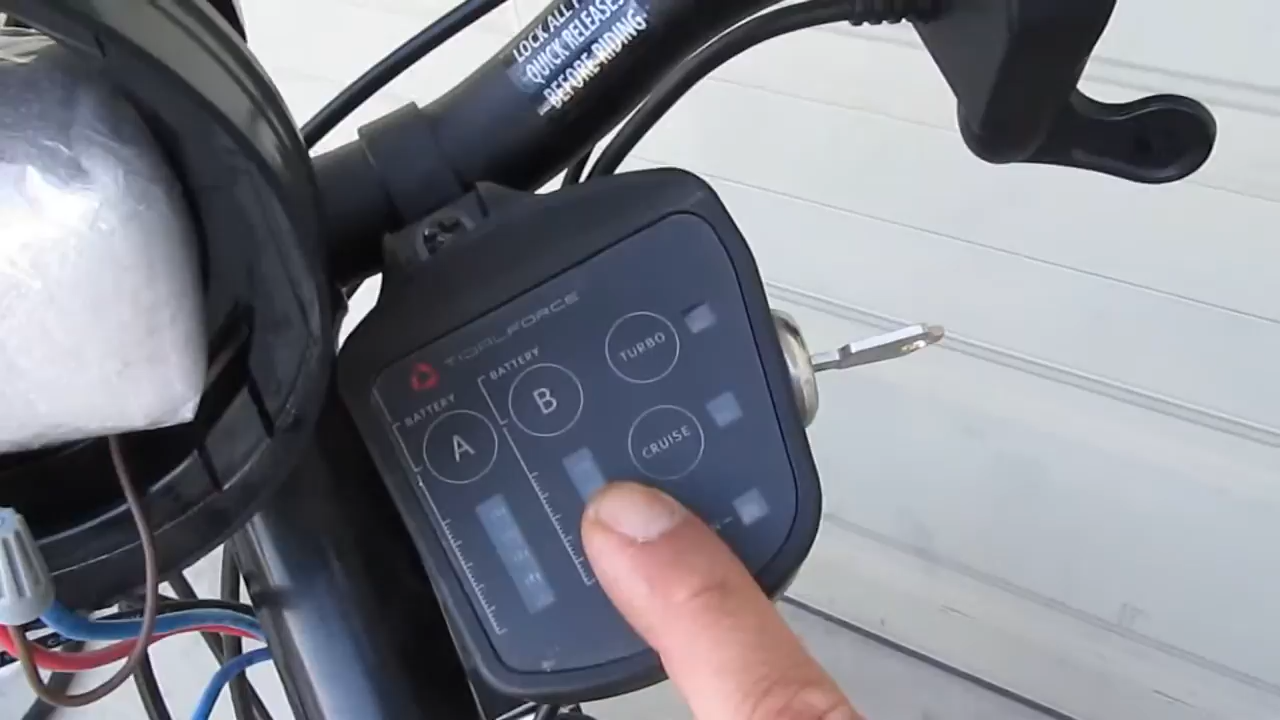 LOCK ALL
QUICK RELEASES
BEFORE RIDING
TIDALFORCE
BATTERY
A
BATTERY
B
TURBO
CRUISE